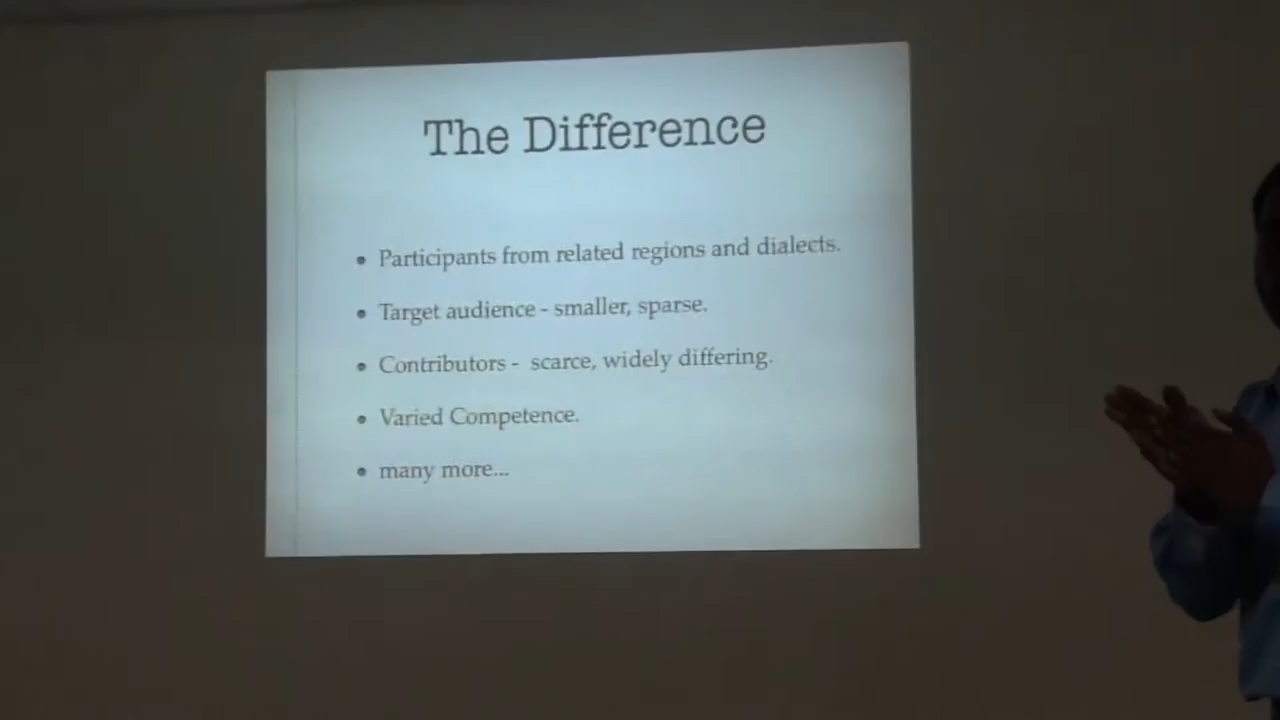 The Difference
• Participants from related regions and dialects.
• Target audience - smaller, sparse.
• Contributors - scarce, widely differing.
• Varied Competence.
• many more...